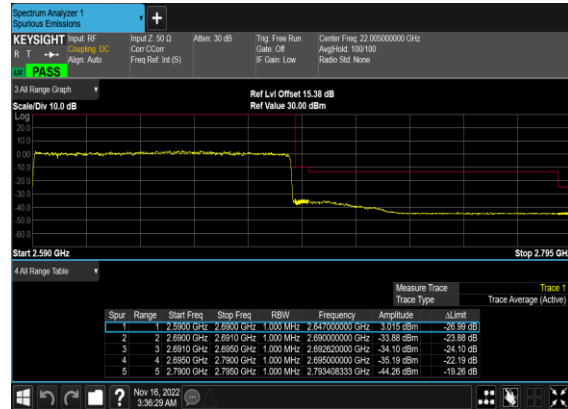 Spectrum Analyzer 1
Spurious Emissions
+
KEYSIGHT Input: RF Input Z: 50 Ω Atten: 30 dB Trig: Free Run Center Freq: 22.005000000 GHz
R T Coupling: DC Corr CCorr Gate: Off Avg|Hold: 100/100
Align: Auto Freq Ref: Int (S) IF Gain: Low Radio Std: None
PASS
3 All Range Graph
Ref Lvl Offset 15.38 dB
Scale/Div 10.0 dB Ref Value 30.00 dBm
Log
20.0
10.0
0.00
-10.0
-20.0
-30.0
-40.0
-50.0
-60.0
Start 2.590 GHz Stop 2.795 GHz
4 All Range Table
Measure Trace Trace 1
Trace Type Trace Average (Active)
Spur Range Start Freq Stop Freq RBW Frequency Amplitude ΔLimit
1 1 2.5900 GHz 2.6900 GHz 1.000 MHz 2.647000000 GHz 3.015 dBm -26.99 dB
2 2 2.6900 GHz 2.6910 GHz 1.000 MHz 2.690000000 GHz -33.88 dBm -23.88 dB
3 3 2.6910 GHz 2.6950 GHz 1.000 MHz 2.692620000 GHz -34.10 dBm -24.10 dB
4 4 2.6950 GHz 2.7900 GHz 1.000 MHz 2.695000000 GHz -35.19 dBm -22.19 dB
5 5 2.7900 GHz 2.7950 GHz 1.000 MHz 2.793408333 GHz -44.26 dBm -19.26 dB
? Nov 16, 2022
3:36:29 AM